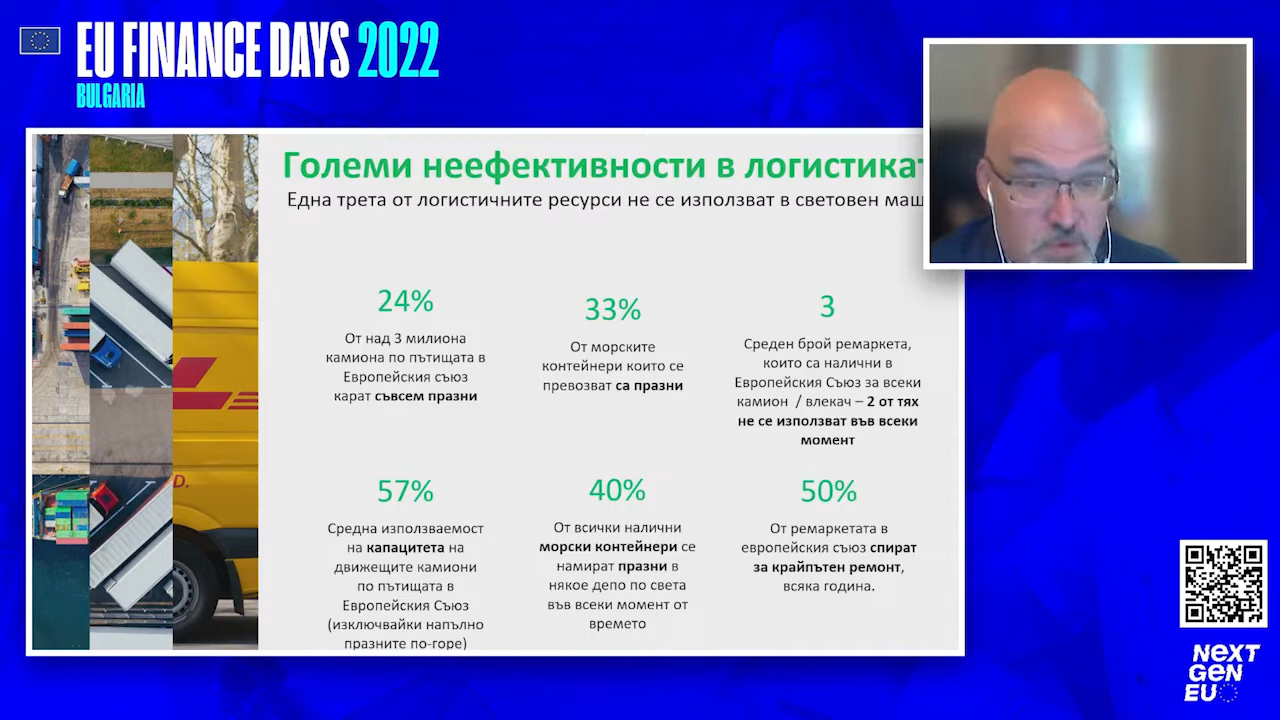 EU FINANCE DAYS 2022
BULGARIA
Големи неефективности в
Една трета от логистичните ресурси не се използват в световен
24%
От над 3 милиона
камиона по пътищата в
Европейския съюз
карат съвсем празни
33%
От морските
контейнери които се
превозват са празни
3
Среден брой ремаркета,
които са налични в
Европейския Съюз за всеки
камион / влекач – 2 от тях
не се използват във всеки
момент
57%
Средна използваемост
на капацитета на
движещите камиони
по пътищата в
Европейския Съюз
(изключвайки напълно
празните по-горе)
40%
От всички налични
морски контейнери се
намират празни в
някое депо по света
във всеки момент от
времето
50%
От ремаркетата в
европейския съюз спират
за крайпътен ремонт,
всяка година.
D.
NEXT
GEN
EU